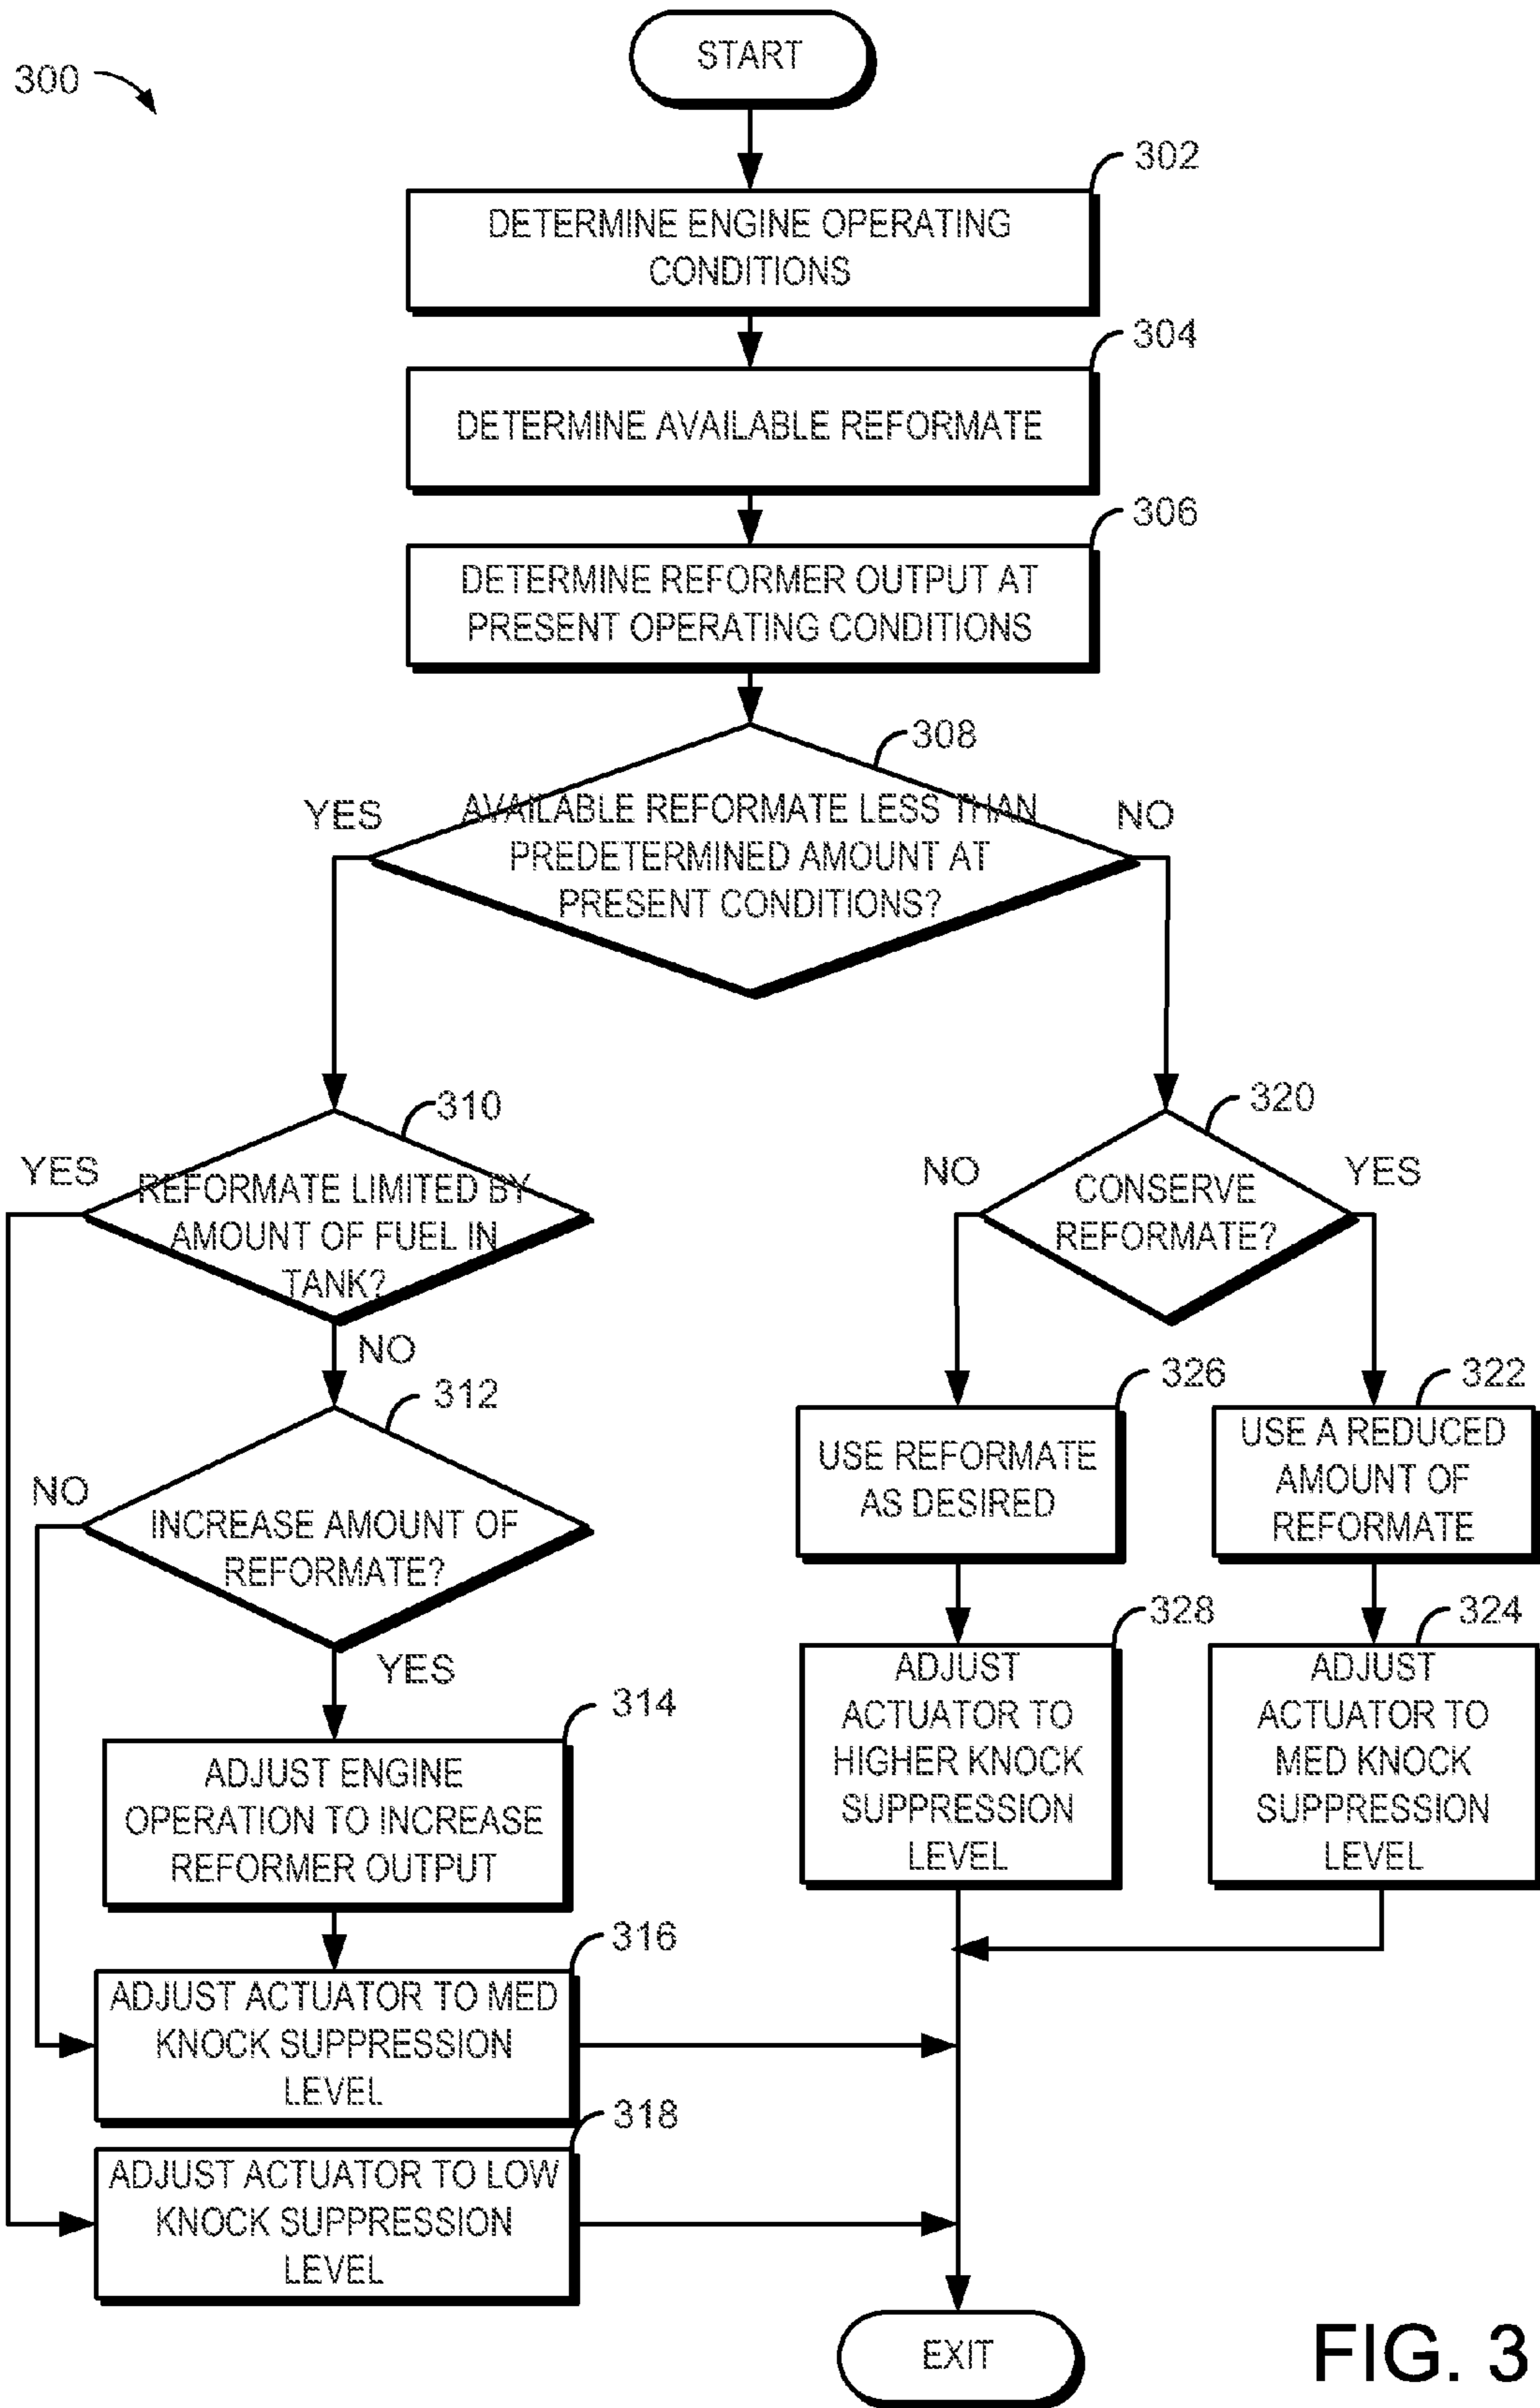 START
300
302
DETERMINE ENGINE OPERATING
CONDITIONS
304
DETERMINE AVAILABLE REFORMATE
306
DETERMINE REFORMER OUTPUT AT
PRESENT OPERATING CONDITIONS
308
YES
AVAILABLE REFORMATE LESS THAN
PREDETERMINED AMOUNT AT
PRESENT CONDITIONS?
NO
310
YES
REFORMATE LIMITED BY
AMOUNT OF FUEL IN
TANK?
NO
320
NO
CONSERVE
REFORMATE?
YES
312
NO
INCREASE AMOUNT OF
REFORMATE?
YES
326
USE REFORMATE
AS DESIRED
322
USE A REDUCED
AMOUNT OF
REFORMATE
314
ADJUST ENGINE
OPERATION TO INCREASE
REFORMER OUTPUT
328
ADJUST
ACTUATOR TO
HIGHER KNOCK
SUPPRESSION
LEVEL
324
ADJUST
ACTUATOR TO
MED KNOCK
SUPPRESSION
LEVEL
316
ADJUST ACTUATOR TO MED
KNOCK SUPPRESSION
LEVEL
318
ADJUST ACTUATOR TO LOW
KNOCK SUPPRESSION
LEVEL
EXIT
FIG. 3